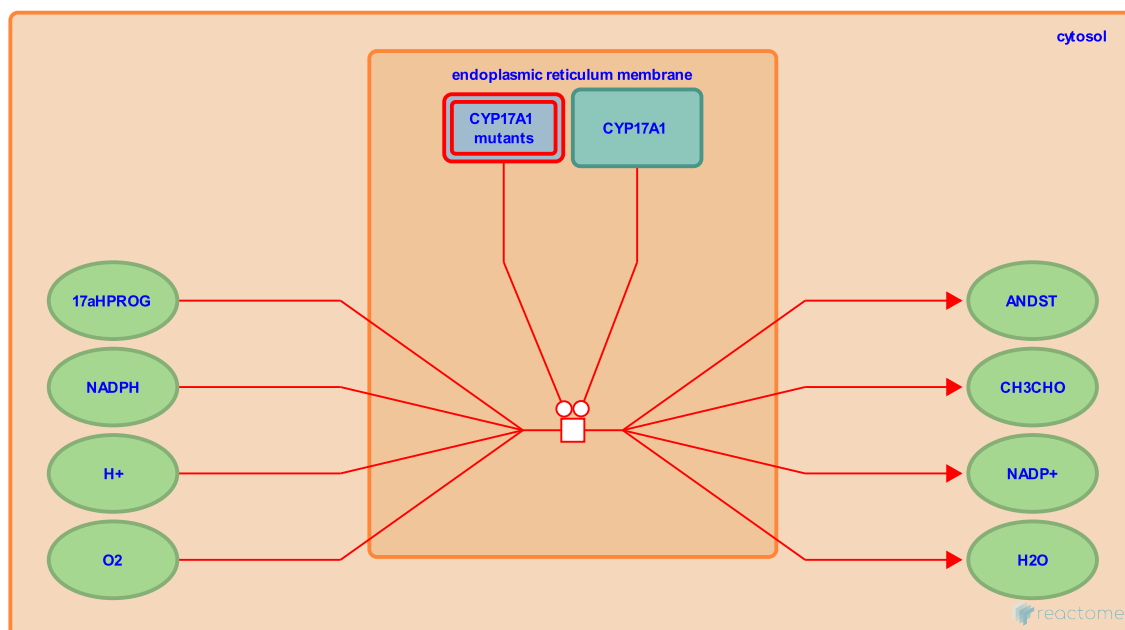 cytosol
endoplasmic reticulum membrane
CYP17A1
mutants
CYP17A1
17aHPROG
ANDST
NADPH
CH3CHO
H+
NADP+
O2
H2O
reactome